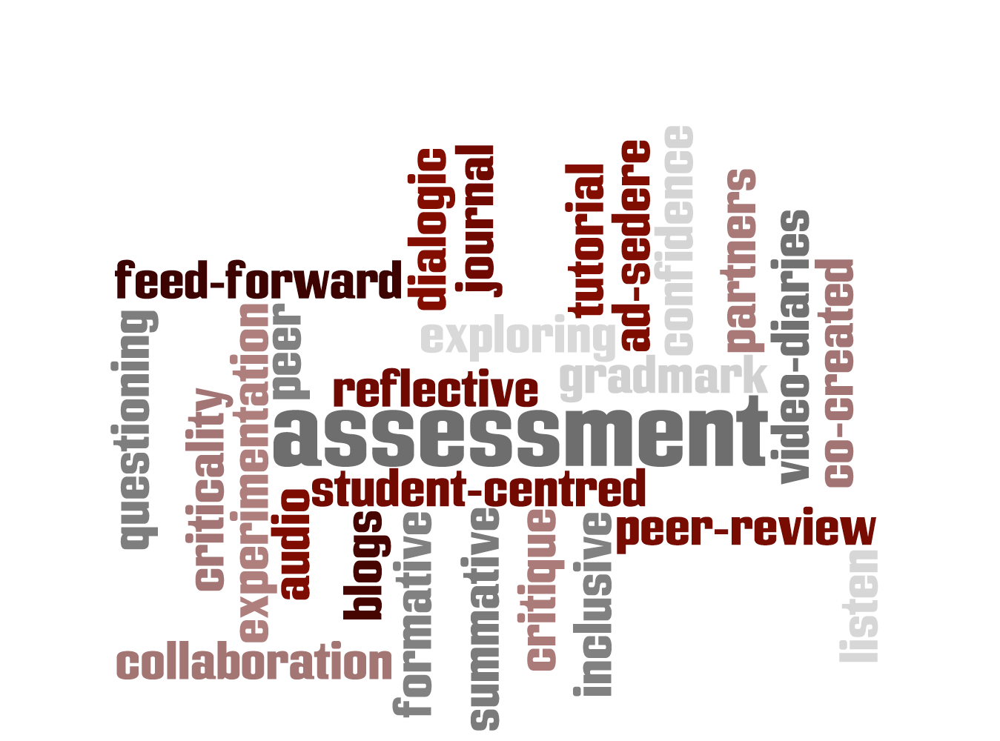 dialogic
journal
tutorial
ad-sedere
confidence
partners
video-diaries
co-created
feed-forward
questioning
criticality
experimentation
peer
exploring
gradmark
reflective
assessment
student-centred
audio
blogs
formative
summative
critique
inclusive
peer-review
listen
collaboration